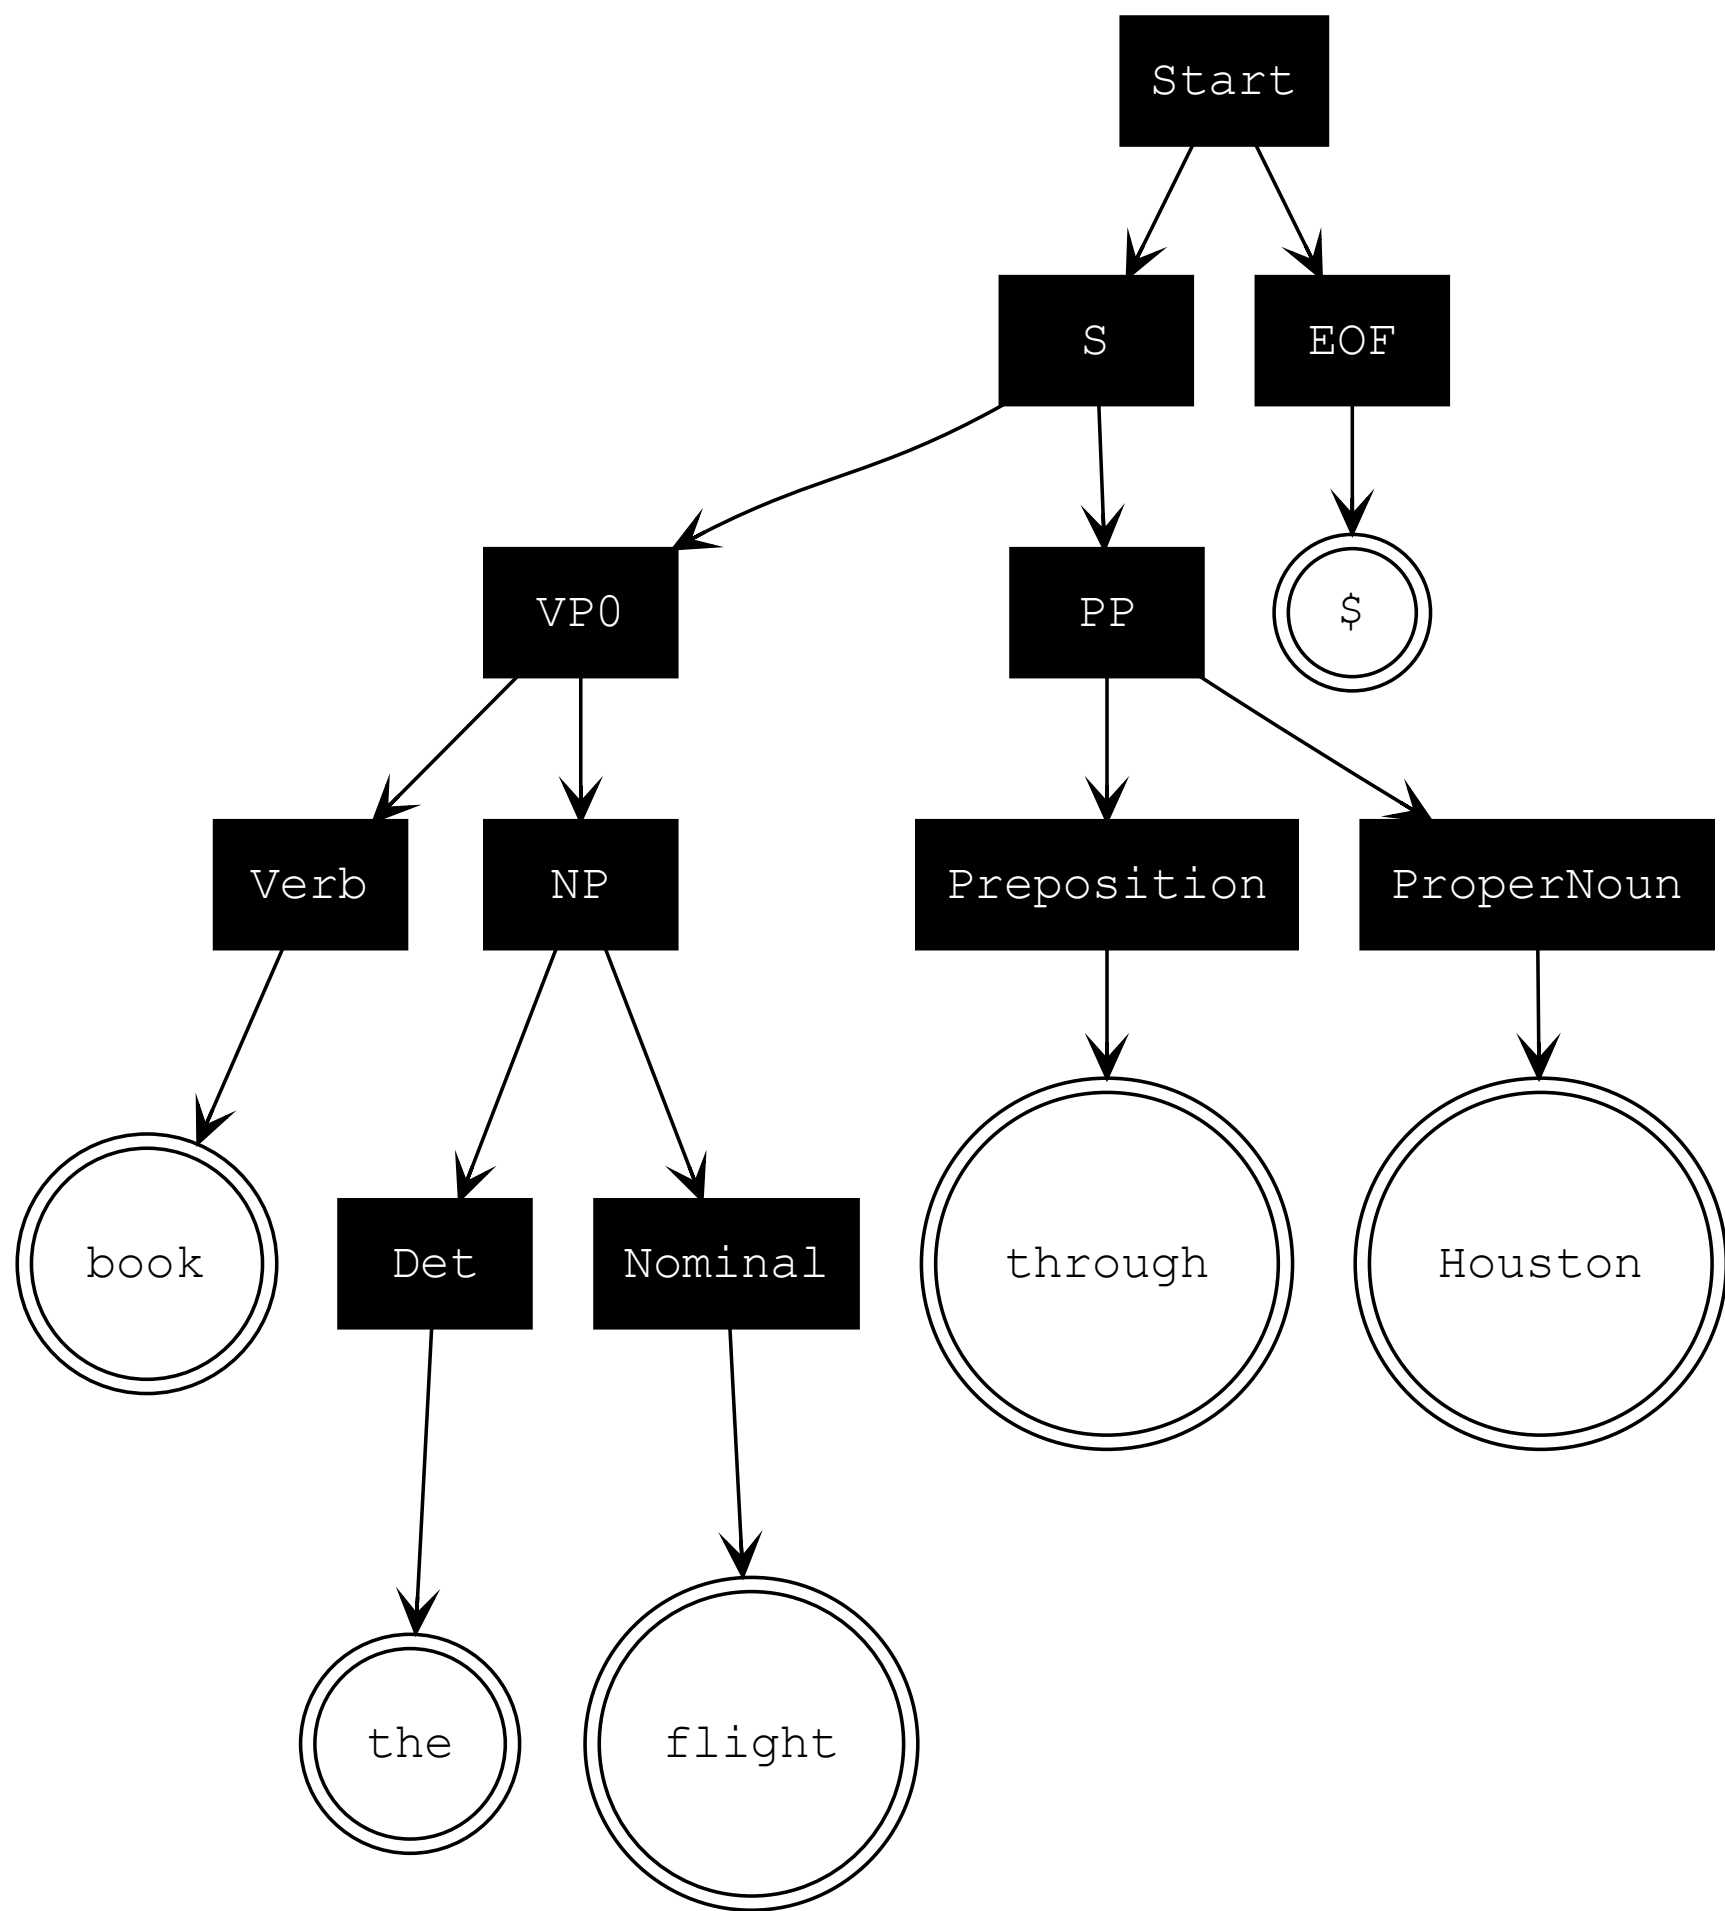 Start
S
EOF
VP0
PP
$
Verb
NP
Preposition
ProperNoun
book
Det
Nominal
through
Houston
the
flight